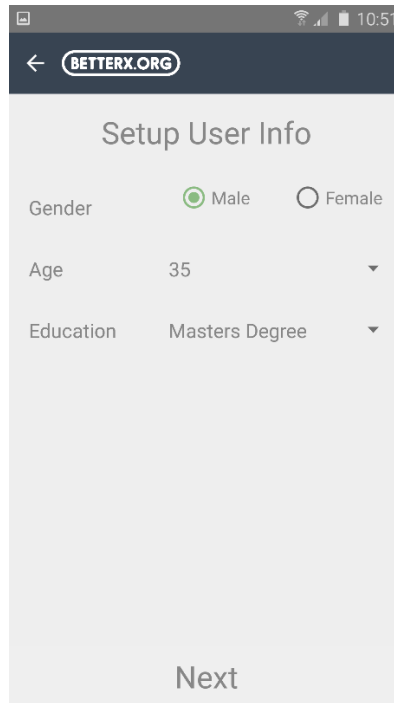 10:51
BETTERX.ORG
Setup User Info
Gender Male Female
Age 35
Education Masters Degree
Next